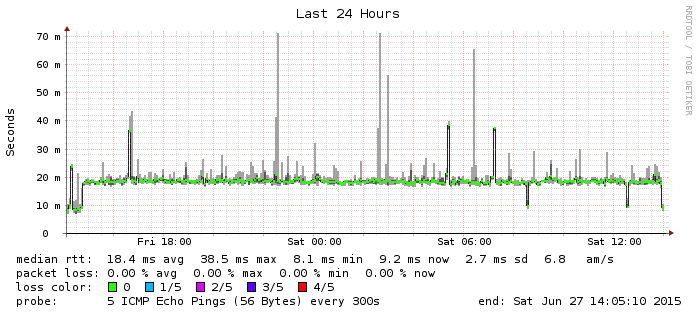 Last 24 Hours
RRDTOOL / TOBI OETIKER
Seconds
70 m
60 m
50 m
40 m
30 m
20 m
10 m
0
Fri 18:00 Sat 00:00 Sat 06:00 Sat 12:00
median rtt: 18.4 ms avg 38.5 ms max 8.1 ms min 9.2 ms now 2.7 ms sd 6.8 am/s
packet loss: 0.00 % avg 0.00 % max 0.00 % min 0.00 % now
loss color: 0 1/5 2/5 3/5 4/5
probe: 5 ICMP Echo Pings (56 Bytes) every 300s end: Sat Jun 27 14:05:10 2015